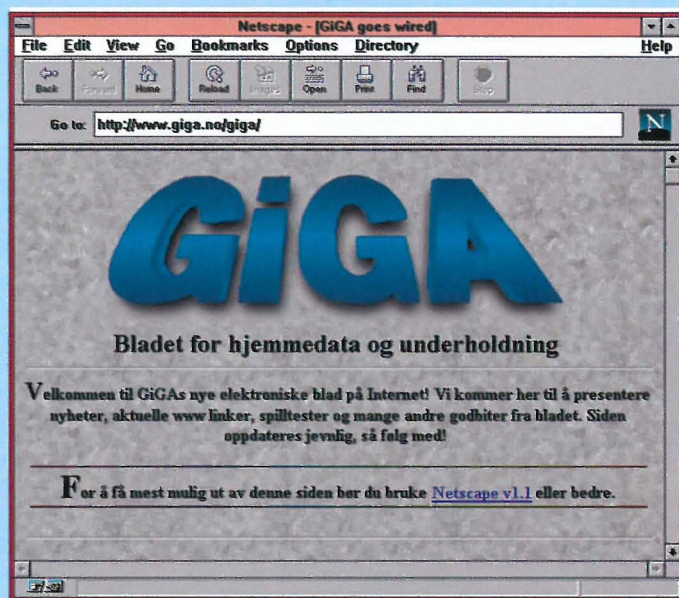 Netscape - [GiGA goes wired]
File Edit View Go Bookmarks Options Directory Help
Back Forward Home Reload Images Open Print Find Stop
Go to: http://www.giga.no/giga/ N
GiGA
Bladet for hjemmedata og underholdning
Velkommen til GiGAs nye elektroniske blad på Internet! Vi kommer her til å presentere
nyheter, aktuelle www linker, spilltester og mange andre godbiter fra bladet. Siden
oppdateres jevnlig, så følg med!
For å få mest mulig ut av denne siden bør du bruke Netscape v1.1 eller bedre.